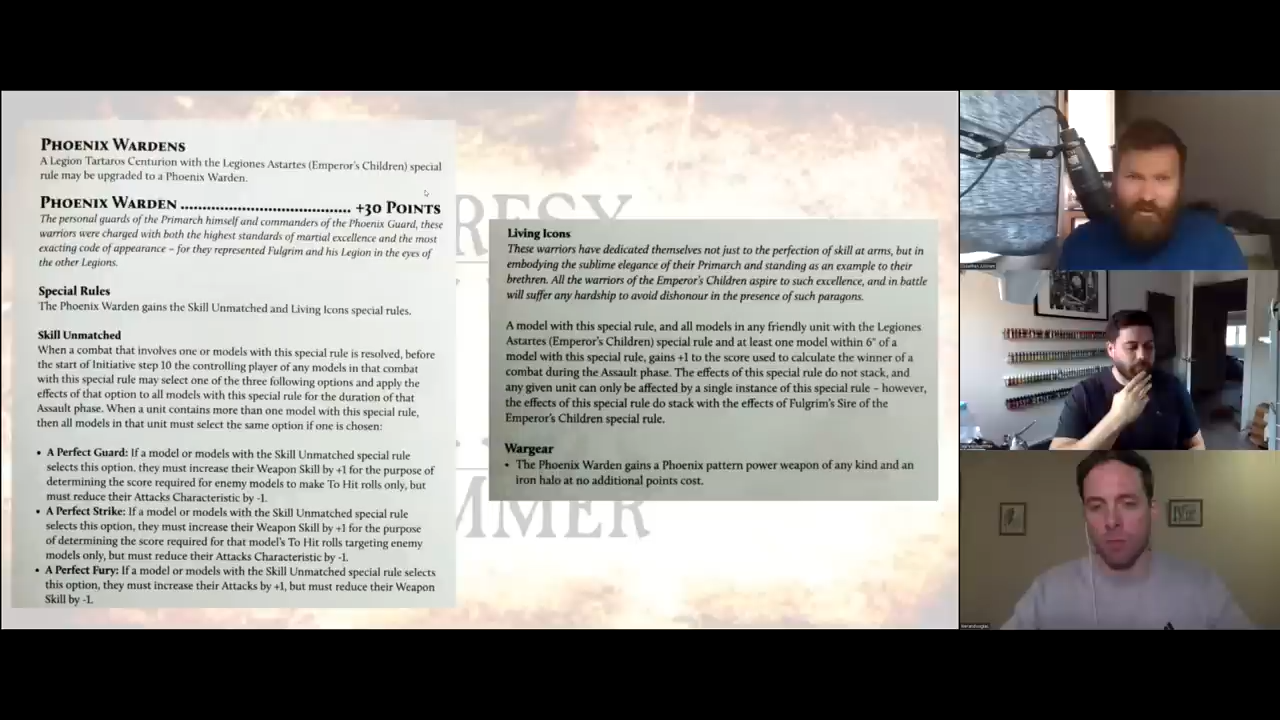 PHOENIX WARDENS
A Legion Tartaros Centurion with the Legiones Astartes (Emperor's Children) special
rule may be upgraded to a Phoenix Warden.
PHOENIX WARDEN .................................... +30 POINTS
The personal guards of the Primarch himself and commanders of the Phoenix Guard, these
warriors were charged with both the highest standards of martial excellence and the most
exacting code of appearance – for they represented Fulgrim and his Legion in the eyes of
the other Legions.
Special Rules
The Phoenix Warden gains the Skill Unmatched and Living Icons special rules.
Skill Unmatched
When a combat that involves one or models with this special rule is resolved, before
the start of Initiative step 10 the controlling player of any models in that combat
with this special rule may select one of the three following options and apply the
effects of that option to all models with this special rule for the duration of that
Assault phase. When a unit contains more than one model with this special rule,
then all models in that unit must select the same option if one is chosen:
• A Perfect Guard: If a model or models with the Skill Unmatched special rule
selects this option, they must increase their Weapon Skill by +1 for the purpose of
determining the score required for enemy models to make To Hit rolls only, but
must reduce their Attacks Characteristic by -1.
• A Perfect Strike: If a model or models with the Skill Unmatched special rule
selects this option, they must increase their Weapon Skill by +1 for the purpose
of determining the score required for that model's To Hit rolls targeting enemy
models only, but must reduce their Attacks Characteristic by -1.
• A Perfect Fury: If a model or models with the Skill Unmatched special rule selects
this option, they must increase their Attacks by +1, but must reduce their Weapon
Skill by -1.
RESY
Living Icons
These warriors have dedicated themselves not just to the perfection of skill at arms, but in
embodying the sublime elegance of their Primarch and standing as an example to their
brethren. All the warriors of the Emperor's Children aspire to such excellence, and in battle
will suffer any hardship to avoid dishonour in the presence of such paragons.
A model with this special rule, and all models in any friendly unit with the Legiones
Astartes (Emperor's Children) special rule and at least one model within 6" of a
model with this special rule, gains +1 to the score used to calculate the winner of a
combat during the Assault phase. The effects of this special rule do not stack, and
any given unit can only be affected by a single instance of this special rule – however,
the effects of this special rule do stack with the effects of Fulgrim's Sire of the
Emperor's Children special rule.
Wargear
• The Phoenix Warden gains a Phoenix pattern power weapon of any kind and an
iron halo at no additional points cost.
MMER